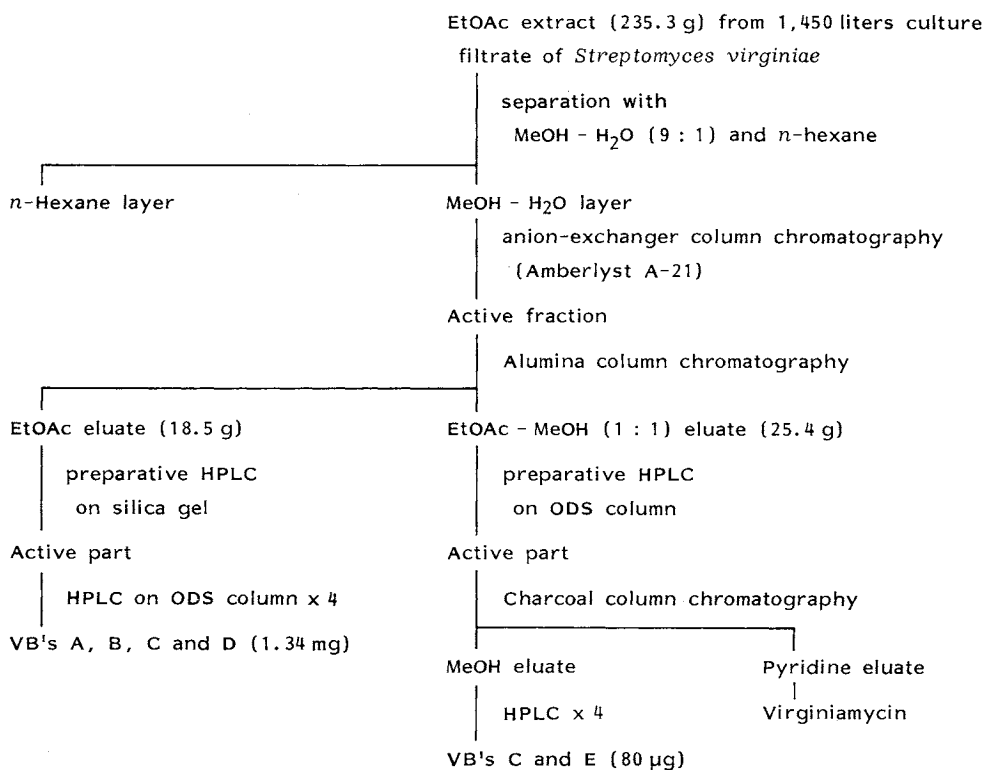 EtOAc extract (235.3 g) from 1,450 liters culture
filtrate of Streptomyces virginiae
separation with
MeOH - H₂O (9 : 1) and n-hexane
n-Hexane layer
MeOH - H₂O layer
anion-exchanger column chromatography
(Amberlyst A-21)
Active fraction
Alumina column chromatography
EtOAc eluate (18.5 g)
EtOAc - MeOH (1 : 1) eluate (25.4 g)
preparative HPLC
on silica gel
preparative HPLC
on ODS column
Active part
Active part
HPLC on ODS column x 4
Charcoal column chromatography
VB's A, B, C and D (1.34 mg)
MeOH eluate
Pyridine eluate
HPLC x 4
Virginiamycin
VB's C and E (80 µg)